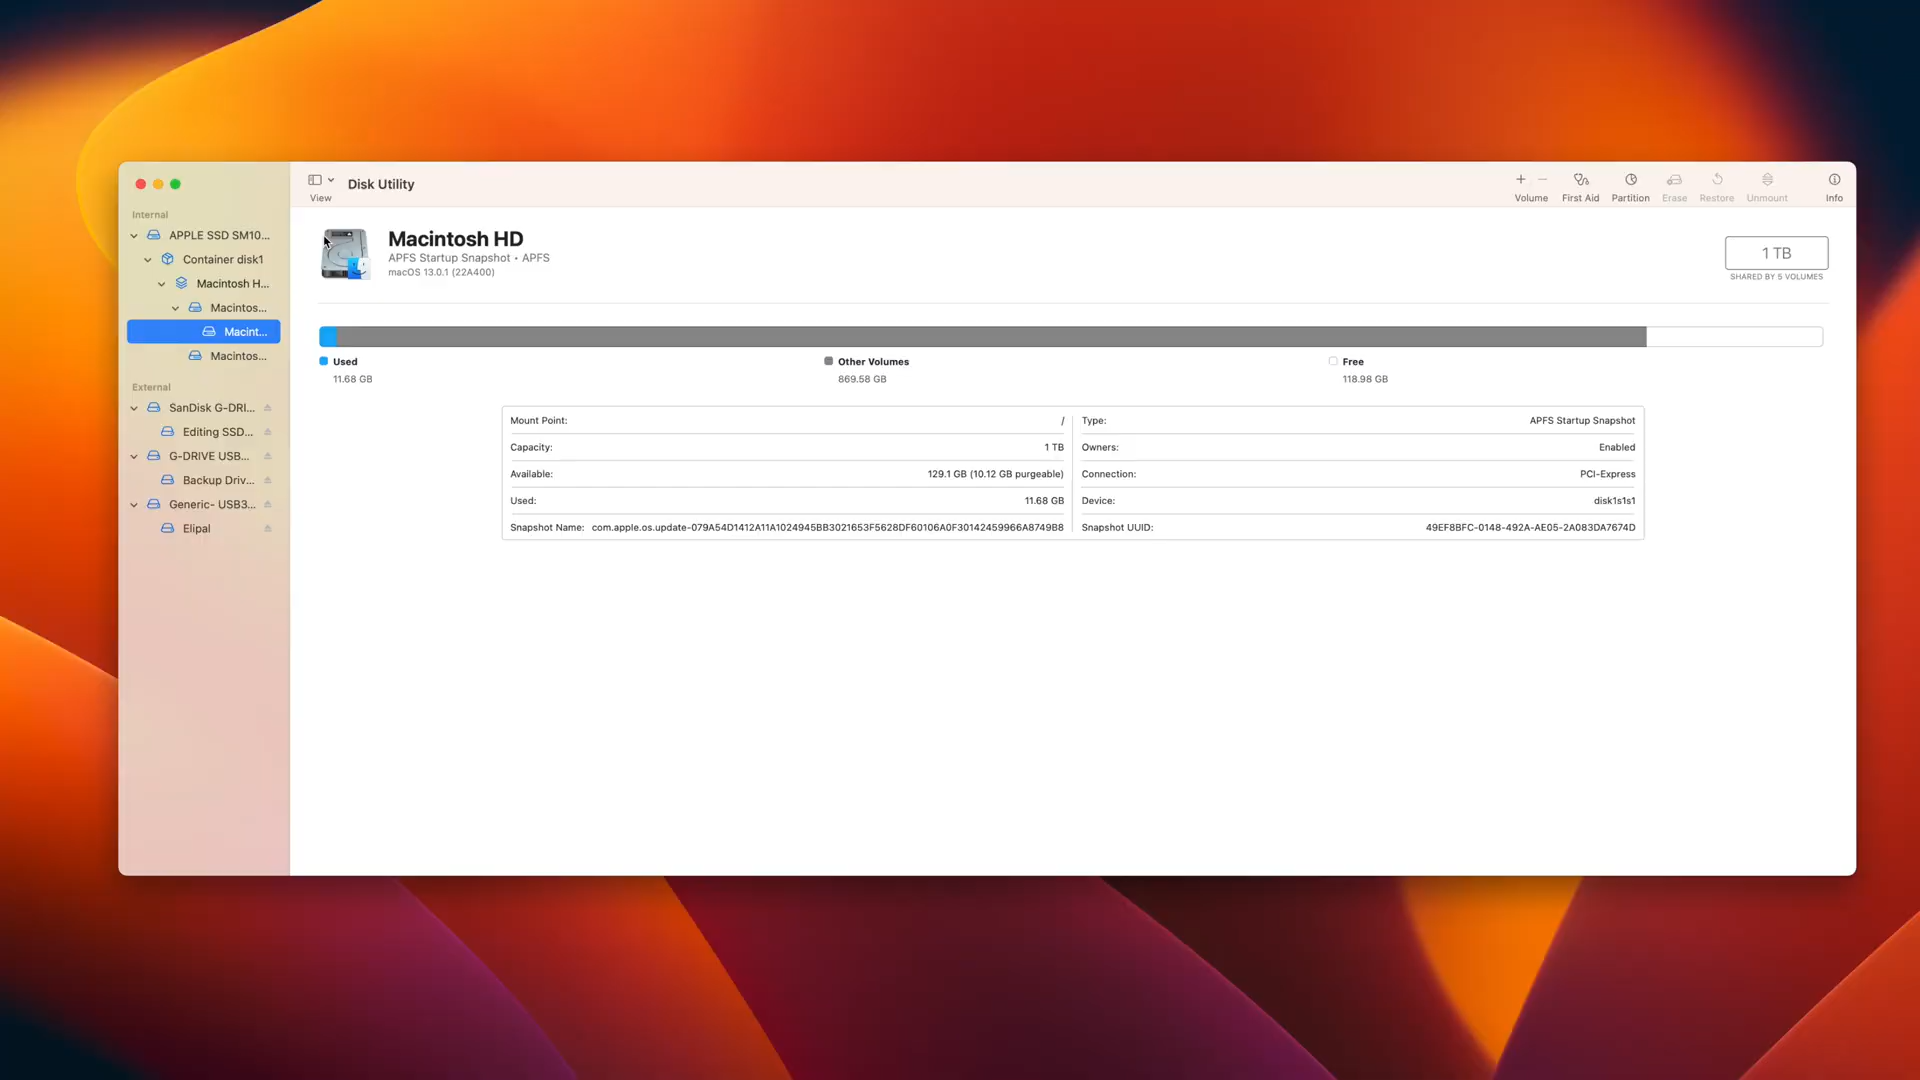 Internal
APPLE SSD SM10...
Container disk1
Macintosh H...
Macintos...
Macint...
Macintos...
External
SanDisk G-DRI...
Editing SSD...
G-DRIVE USB...
Backup Driv...
Generic- USB3...
Elipal
View
Disk Utility
Volume
First Aid
Partition
Erase
Restore
Unmount
Info
Macintosh HD
APFS Startup Snapshot • APFS
macOS 13.0.1 (22A400)
1 TB
SHARED BY 5 VOLUMES
Used
11.68 GB
Other Volumes
869.58 GB
Free
118.98 GB
Mount Point: /
Capacity: 1 TB
Available: 129.1 GB (10.12 GB purgeable)
Used: 11.68 GB
Snapshot Name: com.apple.os.update-079A54D1412A11A1024945BB3021653F5628DF60106A0F30142459966A8749B8
Type: APFS Startup Snapshot
Owners: Enabled
Connection: PCI-Express
Device: disk1s1s1
Snapshot UUID: 49EF8BFC-0148-492A-AE05-2A083DA7674D